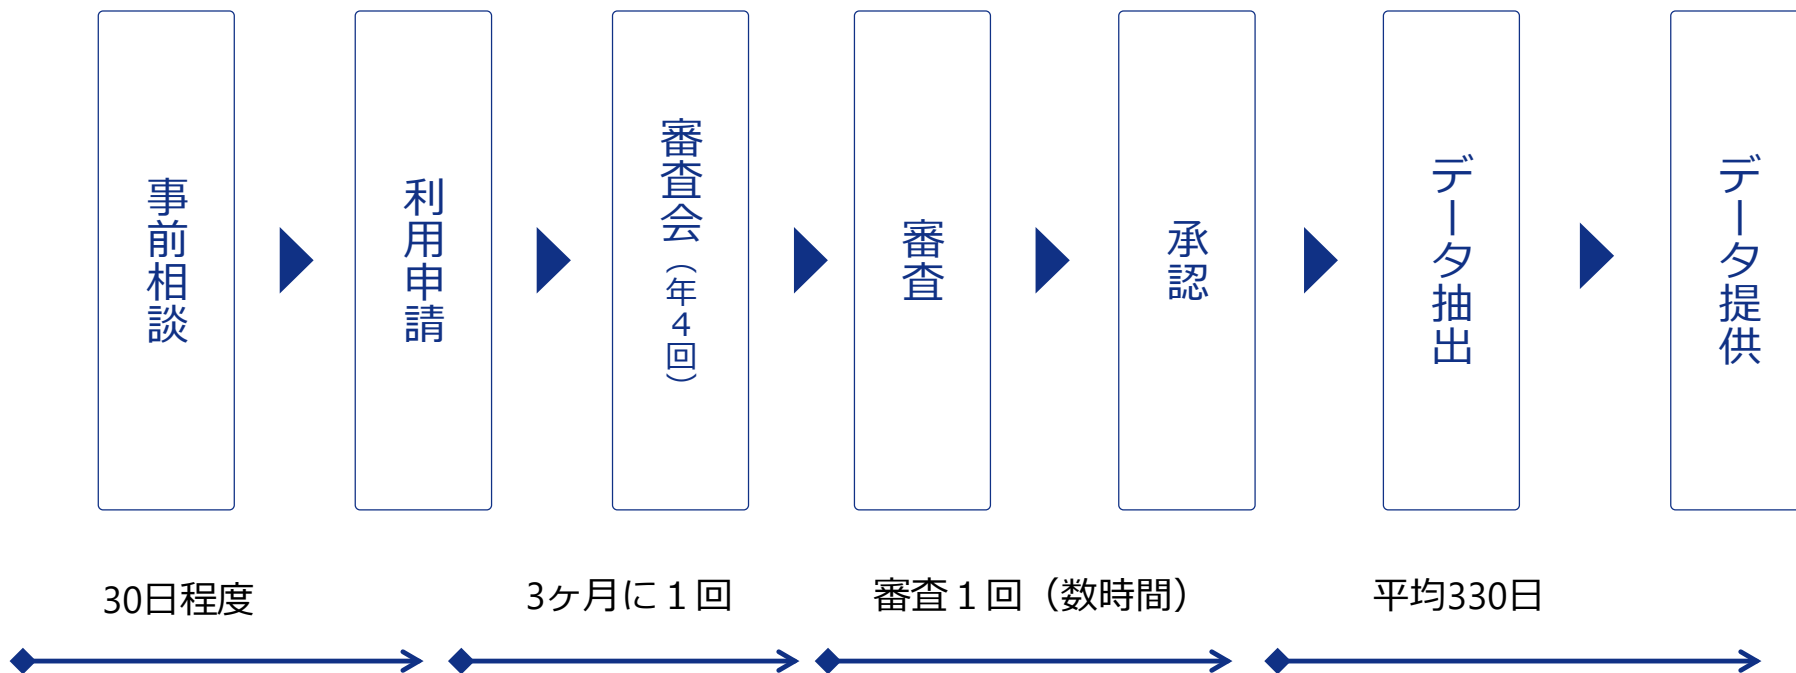 事前相談
利用申請
審査会（年４回）
審査
承認
データ抽出
データ提供
30日程度
3ヶ月に１回
審査１回（数時間）
平均330日